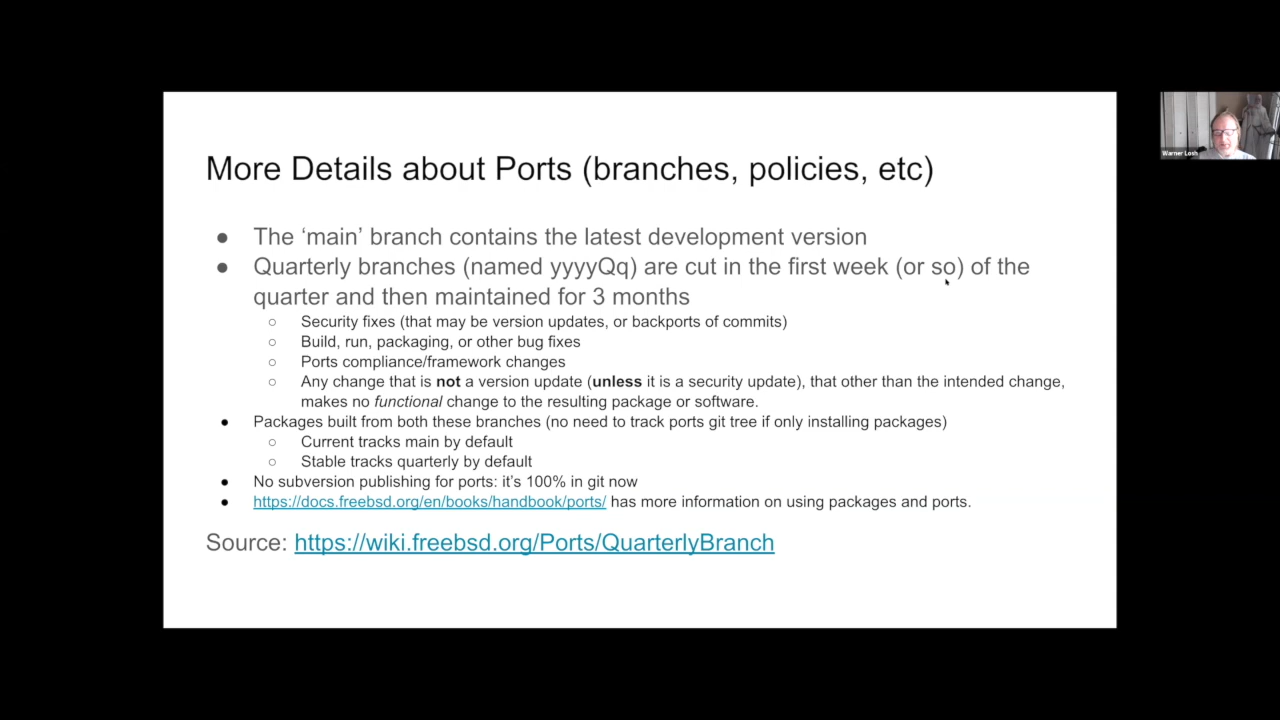 More Details about Ports (branches, policies, etc)
● The ‘main’ branch contains the latest development version
● Quarterly branches (named yyyyQq) are cut in the first week (or so) of the
quarter and then maintained for 3 months
○ Security fixes (that may be version updates, or backports of commits)
○ Build, run, packaging, or other bug fixes
○ Ports compliance/framework changes
○ Any change that is not a version update (unless it is a security update), that other than the intended change,
makes no functional change to the resulting package or software.
● Packages built from both these branches (no need to track ports git tree if only installing packages)
○ Current tracks main by default
○ Stable tracks quarterly by default
● No subversion publishing for ports: it’s 100% in git now
● https://docs.freebsd.org/en/books/handbook/ports/ has more information on using packages and ports.
Source: https://wiki.freebsd.org/Ports/QuarterlyBranch
Warner Losh